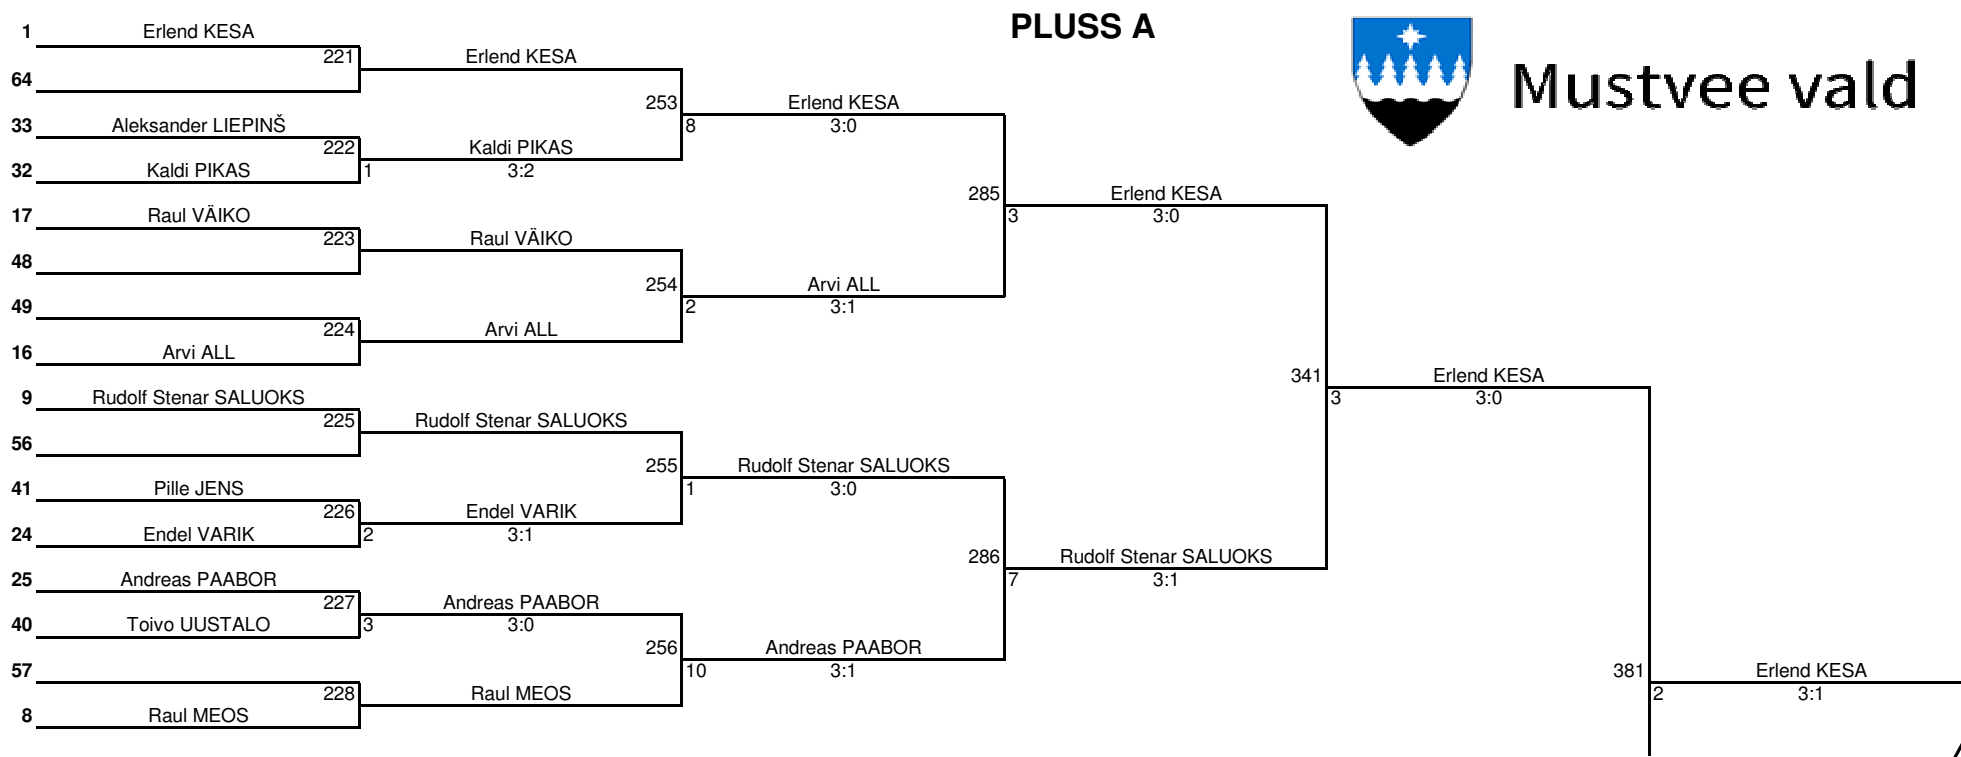 PLUSS A
Mustvee vald
1 Erlend KESA
221 Erlend KESA
64
253 Erlend KESA
8 3:0
33 Aleksander LIEPINŠ
222 Kaldi PIKAS
32 Kaldi PIKAS 1 3:2
285 Erlend KESA
3 3:0
17 Raul VÄIKO
223 Raul VÄIKO
48
254 Arvi ALL
2 3:1
49
224 Arvi ALL
16 Arvi ALL
341 Erlend KESA
3 3:0
9 Rudolf Stenar SALUOKS
225 Rudolf Stenar SALUOKS
56
255 Rudolf Stenar SALUOKS
1 3:0
41 Pille JENS
226 Endel VARIK
24 Endel VARIK 2 3:1
286 Rudolf Stenar SALUOKS
7 3:1
25 Andreas PAABOR
227 Andreas PAABOR
40 Toivo UUSTALO 3 3:0
256 Andreas PAABOR
10 3:1
57
228 Raul MEOS
8 Raul MEOS
381 Erlend KESA
2 3:1